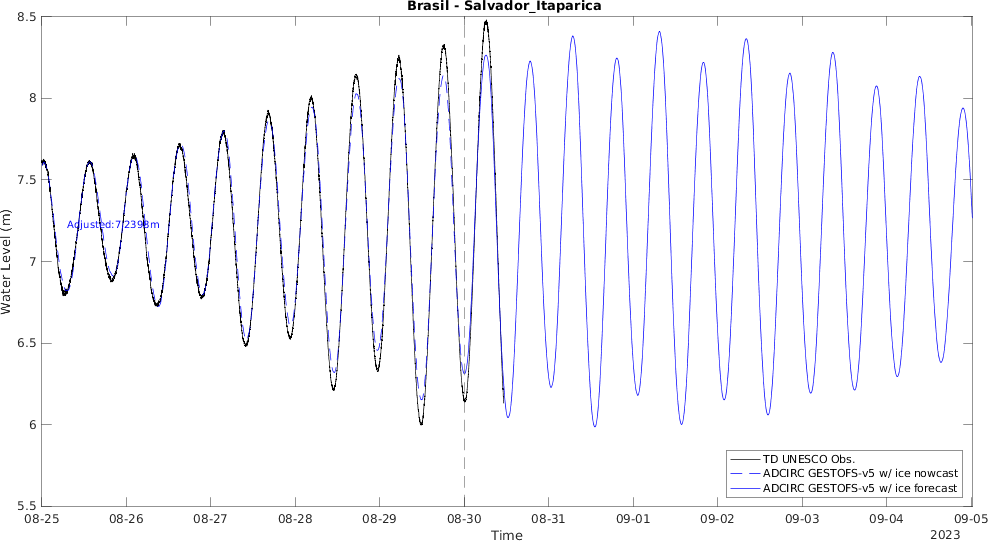 Brasil - Salvador_Itaparica
8.5
8
7.5
7
6.5
6
5.5
Water Level (m)
Adjusted:7.2398m
TD UNESCO Obs.
ADCIRC GESTOFS-v5 w/ ice nowcast
ADCIRC GESTOFS-v5 w/ ice forecast
08-25 08-26 08-27 08-28 08-29 08-30 08-31 09-01 09-02 09-03 09-04 09-05
Time
2023